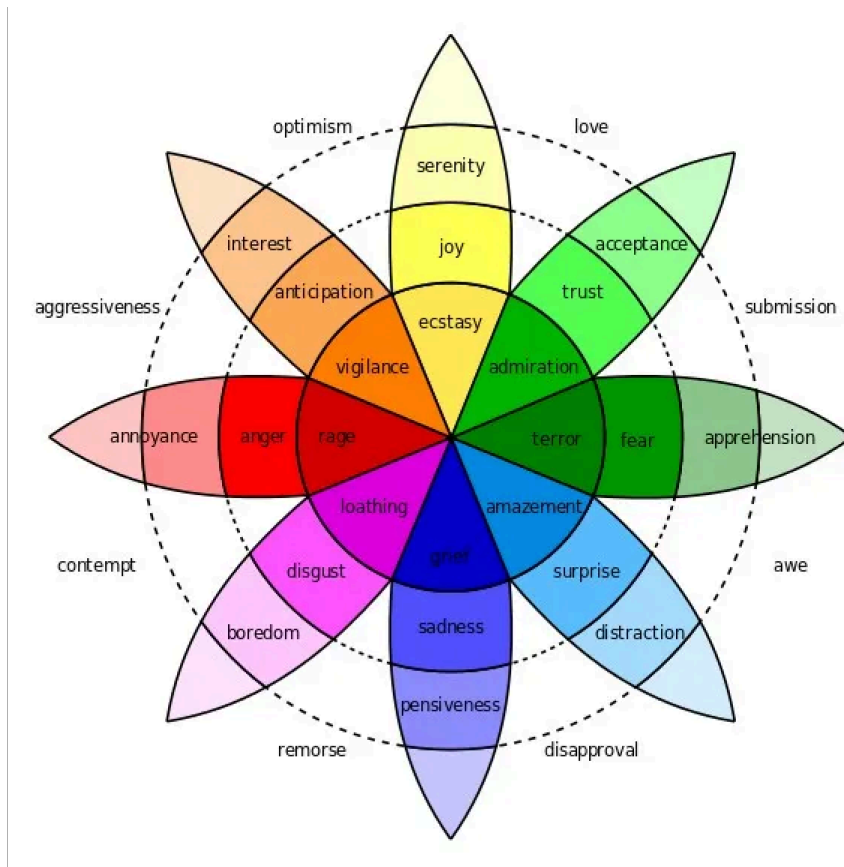 optimism
love
serenity
interest
joy
acceptance
anticipation
trust
aggressiveness
submission
ecstasy
vigilance
admiration
annoyance
anger
rage
terror
fear
apprehension
loathing
amazement
grief
contempt
disgust
surprise
awe
boredom
sadness
distraction
pensiveness
remorse
disapproval